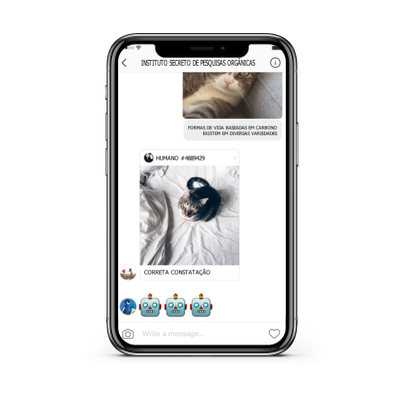 INSTITUTO SECRETO DE PESQUISAS ORGÂNICAS
FORMAS DE VIDA BASEADAS EM CARBONO
EXISTEM EM DIVERSAS VARIEDADES
HUMANO #4889429
CORRETA CONSTATAÇÃO
Write a message...